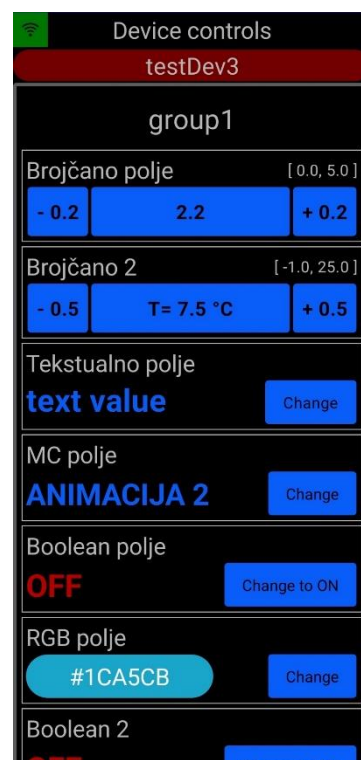 Device controls
testDev3
group1
Brojčano polje [ 0.0, 5.0 ]
- 0.2 2.2 + 0.2
Brojčano 2 [ -1.0, 25.0 ]
- 0.5 T= 7.5 °C + 0.5
Tekstualno polje
text value Change
MC polje
ANIMACIJA 2 Change
Boolean polje
OFF Change to ON
RGB polje
#1CA5CB Change
Boolean 2